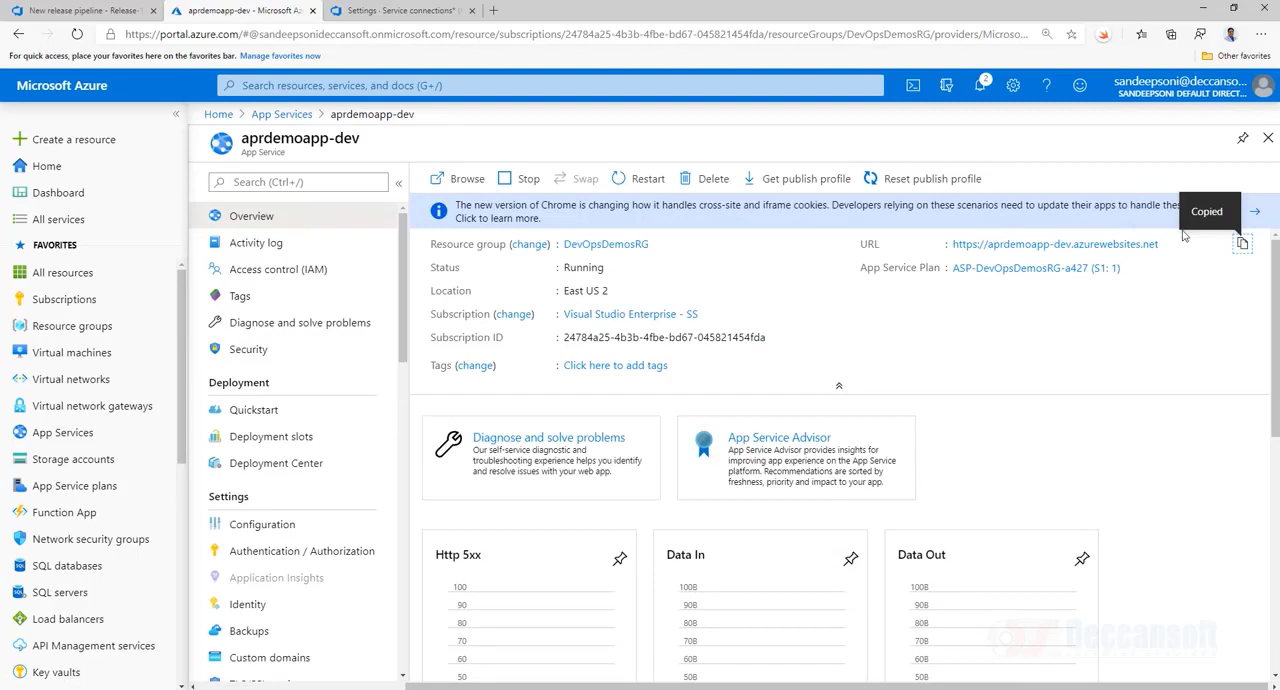 New release pipeline - Release-
aprdemoapp-dev - Microsoft Azu
Settings · Service connections*
https://portal.azure.com/#@sandeepsonideccansoft.onmicrosoft.com/resource/subscriptions/24784a25-4b3b-4fbe-bd67-045821454fda/resourceGroups/DevOpsDemosRG/providers/Microso...
For quick access, place your favorites here on the favorites bar. Manage favorites now
Other favorites
Microsoft Azure
Search resources, services, and docs (G+/)
2
sandeepsoni@deccanso...
SANDEEPSONI DEFAULT DIRECT...
Create a resource
Home
Dashboard
All services
FAVORITES
All resources
Subscriptions
Resource groups
Virtual machines
Virtual networks
Virtual network gateways
App Services
Storage accounts
App Service plans
Function App
Network security groups
SQL databases
SQL servers
Load balancers
API Management services
Key vaults
Home > App Services > aprdemoapp-dev
aprdemoapp-dev
App Service
Search (Ctrl+/)
Overview
Activity log
Access control (IAM)
Tags
Diagnose and solve problems
Security
Deployment
Quickstart
Deployment slots
Deployment Center
Settings
Configuration
Authentication / Authorization
Application Insights
Identity
Backups
Custom domains
Browse Stop Swap Restart Delete Get publish profile Reset publish profile
The new version of Chrome is changing how it handles cross-site and iframe cookies. Developers relying on these scenarios need to update their apps to handle the
Click to learn more.
Copied
Resource group (change) : DevOpsDemosRG
Status : Running
Location : East US 2
Subscription (change) : Visual Studio Enterprise - SS
Subscription ID : 24784a25-4b3b-4fbe-bd67-045821454fda
Tags (change) : Click here to add tags
URL : https://aprdemoapp-dev.azurewebsites.net
App Service Plan : ASP-DevOpsDemosRG-a427 (S1: 1)
Diagnose and solve problems
Our self-service diagnostic and
troubleshooting experience helps you identify
and resolve issues with your web app.
App Service Advisor
App Service Advisor provides insights for
improving app experience on the App Service
platform. Recommendations are sorted by
freshness, priority and impact to your app.
Http 5xx
100
90
80
70
60
50
Data In
100B
90B
80B
70B
60B
50B
Data Out
100B
90B
80B
70B
60B
50B
Deccansoft